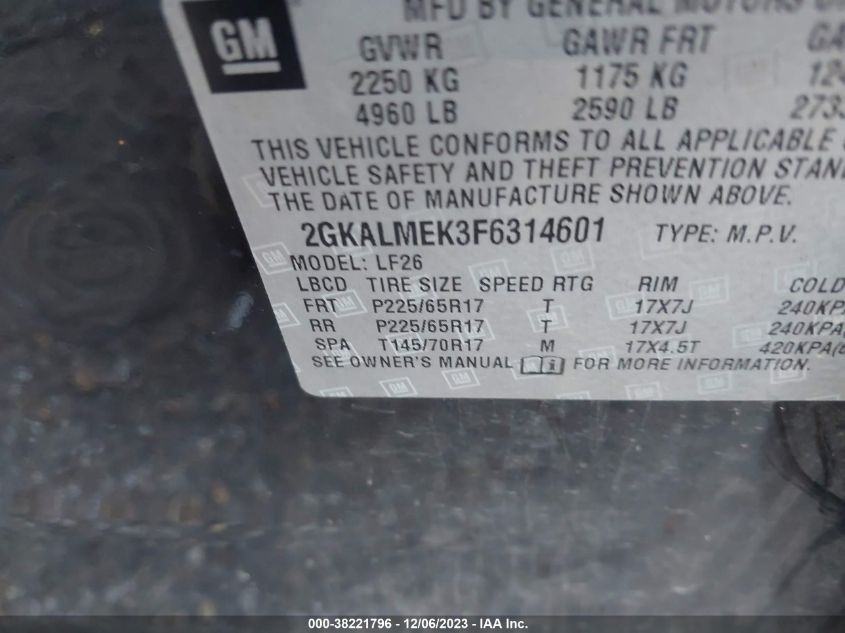 GM
MFD BY GENERAL MOTORS
GVWR GAWR FRT
2250 KG 1175 KG
4960 LB 2590 LB
THIS VEHICLE CONFORMS TO ALL APPLICABLE
VEHICLE SAFETY AND THEFT PREVENTION STAN
THE DATE OF MANUFACTURE SHOWN ABOVE.
2GKALMEK3F6314601 TYPE: M.P.V.
MODEL: LF26
LBCD TIRE SIZE SPEED RTG RIM COLD
FRT P225/65R17 T 17X7J 240KPA
RR P225/65R17 T 17X7J 240KPA(
SPA T145/70R17 M 17X4.5T 420KPA(
SEE OWNER'S MANUAL FOR MORE INFORMATION.
000-38221796 - 12/06/2023 - IAA Inc.